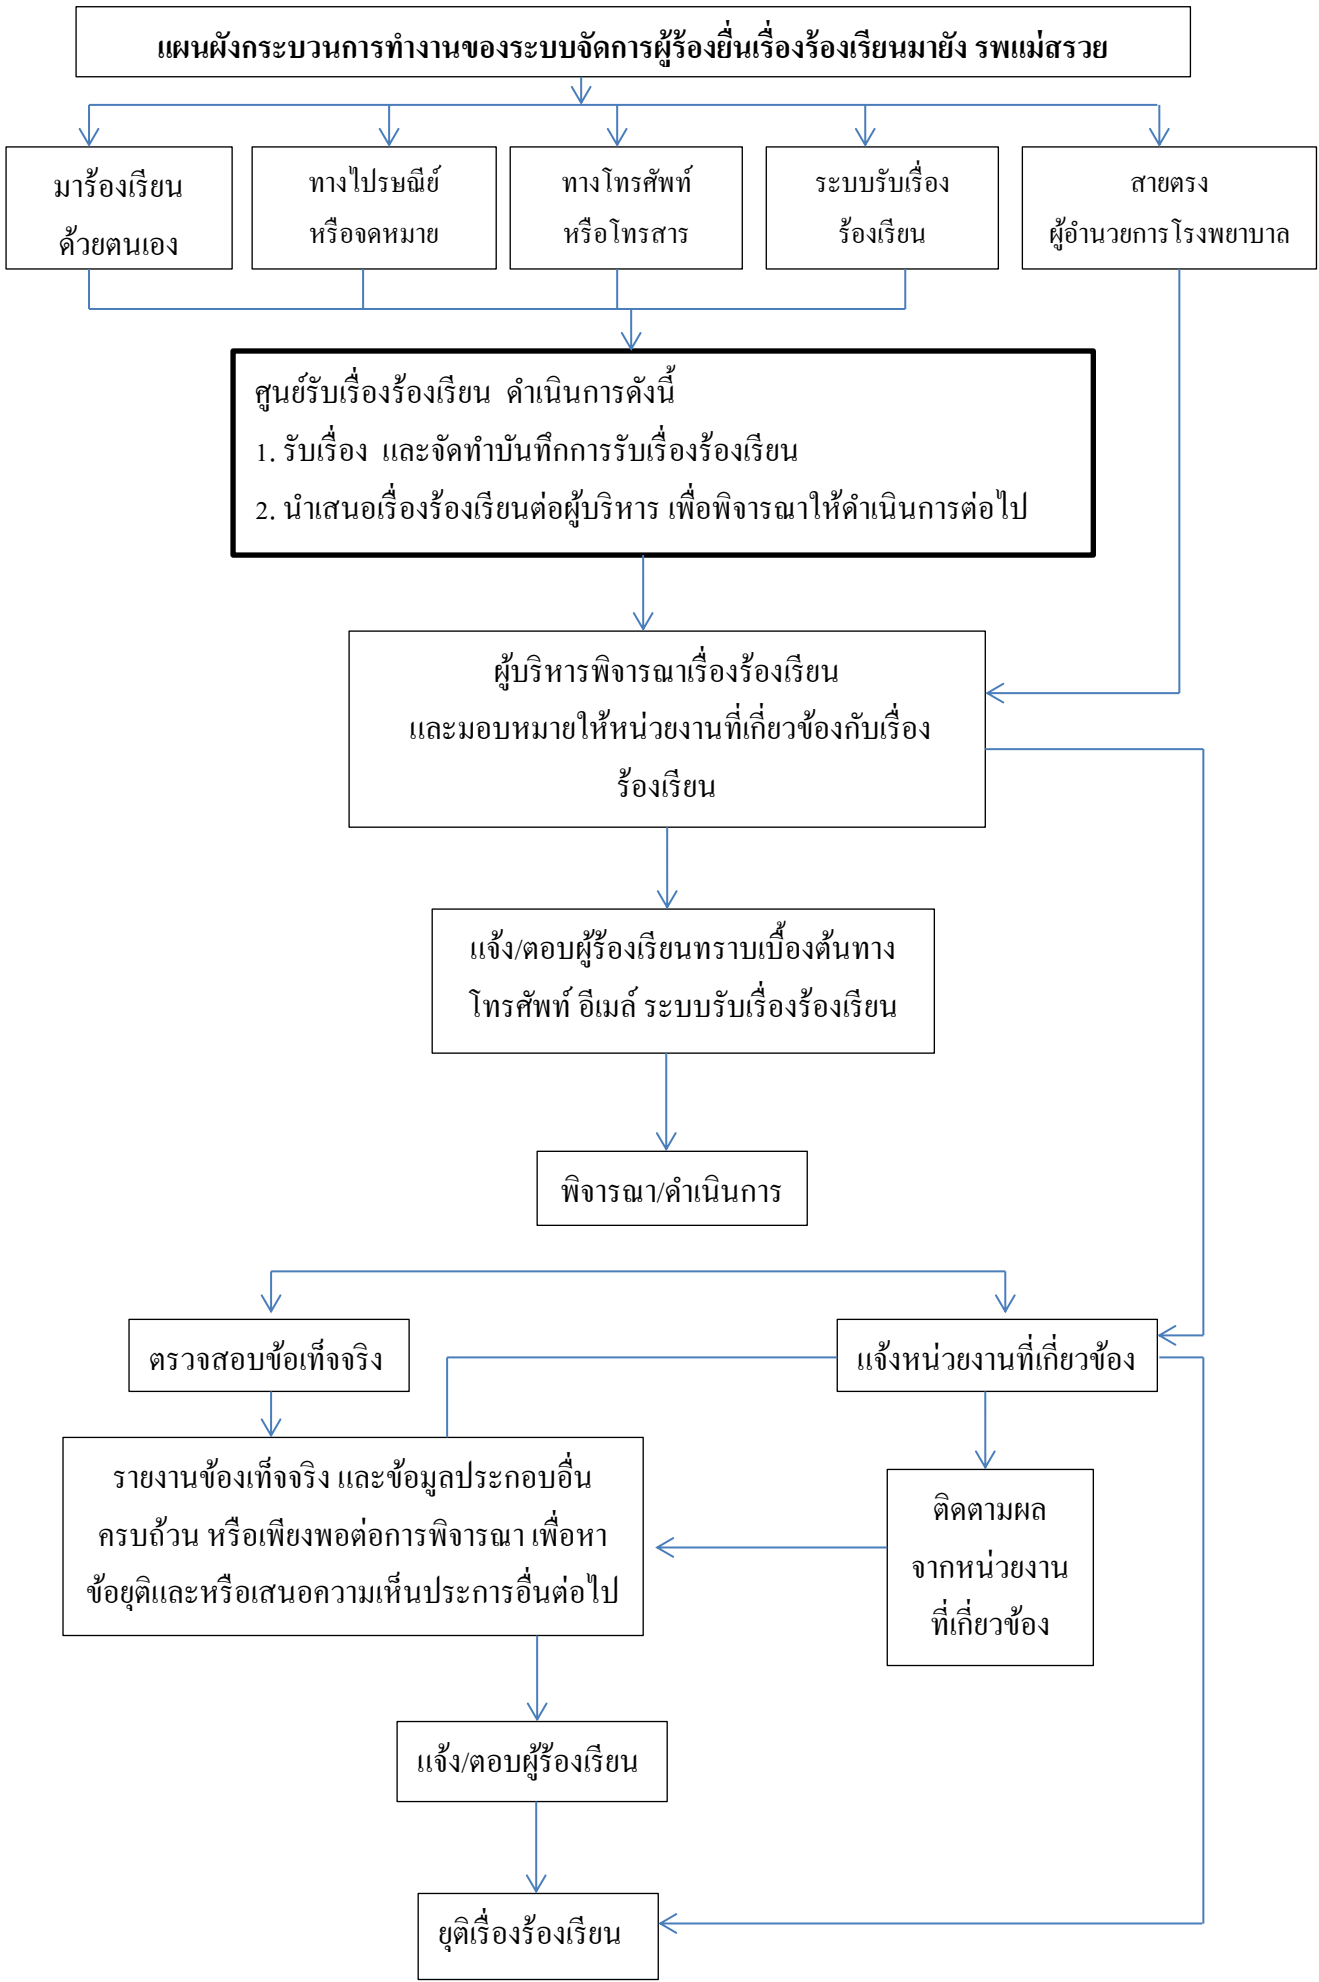 แผนผังกระบวนการทำงานของระบบจัดการผู้ร้องยื่นเรื่องร้องเรียนมายัง รพแม่สรวย
มาร้องเรียน
ด้วยตนเอง
ทางไปรษณีย์
หรือจดหมาย
ทางโทรศัพท์
หรือโทรสาร
ระบบรับเรื่อง
ร้องเรียน
สายตรง
ผู้อำนวยการโรงพยาบาล
ศูนย์รับเรื่องร้องเรียน ดำเนินการดังนี้
1. รับเรื่อง และจัดทำบันทึกการรับเรื่องร้องเรียน
2. นำเสนอเรื่องร้องเรียนต่อผู้บริหาร เพื่อพิจารณาให้ดำเนินการต่อไป
ผู้บริหารพิจารณาเรื่องร้องเรียน
และมอบหมายให้หน่วยงานที่เกี่ยวข้องกับเรื่อง
ร้องเรียน
แจ้ง/ตอบผู้ร้องเรียนทราบเบื้องต้นทาง
โทรศัพท์ อีเมล์ ระบบรับเรื่องร้องเรียน
พิจารณา/ดำเนินการ
ตรวจสอบข้อเท็จจริง
แจ้งหน่วยงานที่เกี่ยวข้อง
รายงานข้องเท็จจริง และข้อมูลประกอบอื่น
ครบถ้วน หรือเพียงพอต่อการพิจารณา เพื่อหา
ข้อยุติและหรือเสนอความเห็นประการอื่นต่อไป
ติดตามผล
จากหน่วยงาน
ที่เกี่ยวข้อง
แจ้ง/ตอบผู้ร้องเรียน
ยุติเรื่องร้องเรียน